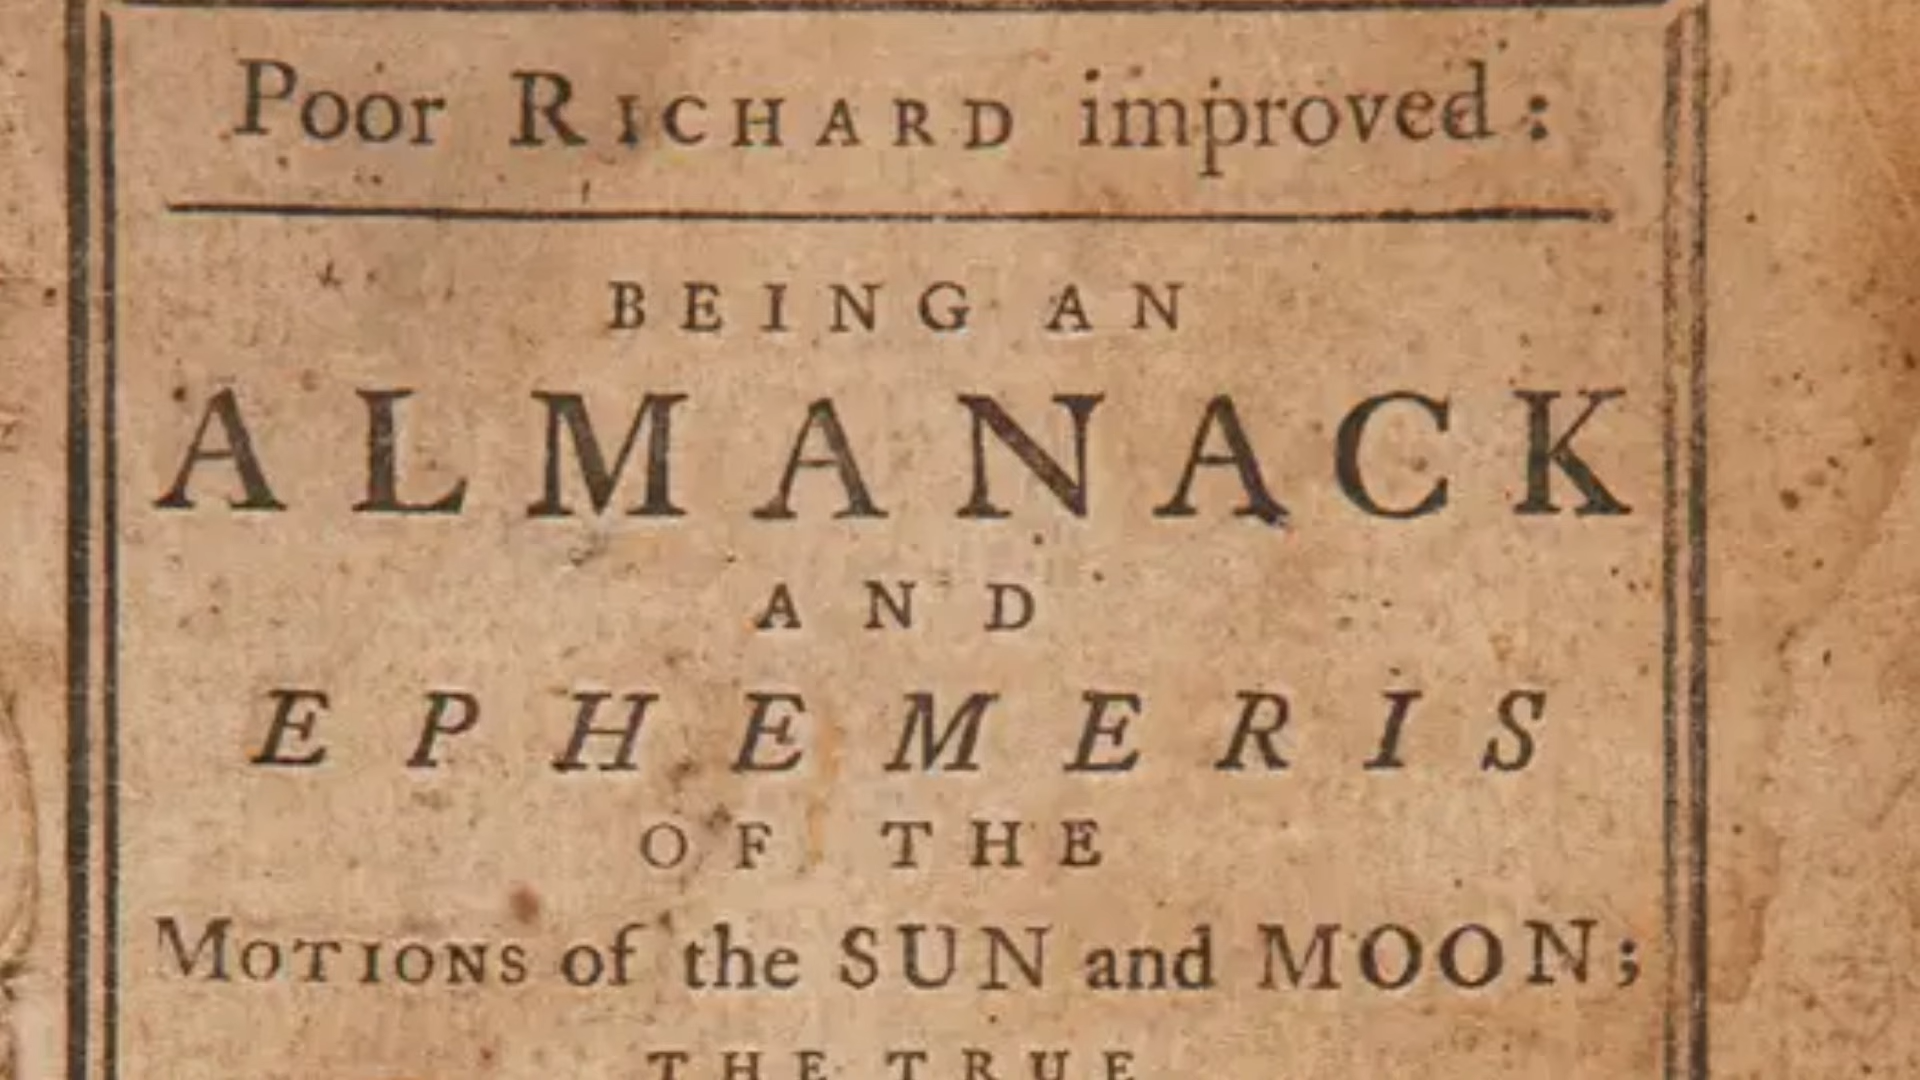 Poor RICHARD improved:
BEING AN
ALMANACK
AND
EPHEMERIS
OF THE
MOTIONS of the SUN and MOON;
THE TRUE